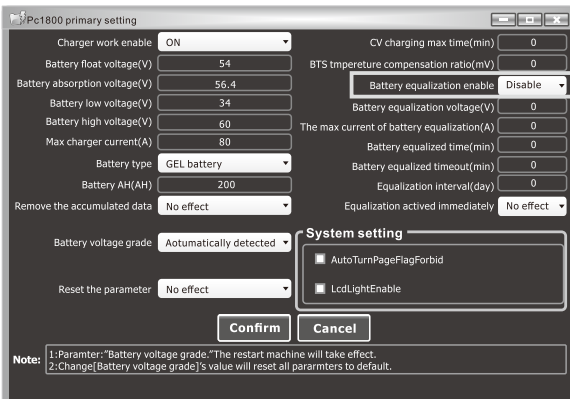 Pc1800 primary setting
Charger work enable ON
Battery float voltage(V) 54
Battery absorption voltage(V) 56.4
Battery low voltage(V) 34
Battery high voltage(V) 60
Max charger current(A) 80
Battery type GEL battery
Battery AH(AH) 200
Remove the accumulated data No effect
Battery voltage grade Aotumatically detected
Reset the parameter No effect
CV charging max time(min) 0
BTS tmpereture compensation ratio(mV) 0
Battery equalization enable Disable
Battery equalization voltage(V) 0
The max current of battery equalization(A) 0
Battery equalized time(min) 0
Battery equalized timeout(min) 0
Equalization interval(day) 0
Equalization actived immediately No effect
System setting
AutoTurnPageFlagForbid
LcdLightEnable
Confirm Cancel
Note: 1:Paramter:"Battery voltage grade."The restart machine will take effect.
2:Change[Battery voltage grade]'s value will reset all pararmters to default.